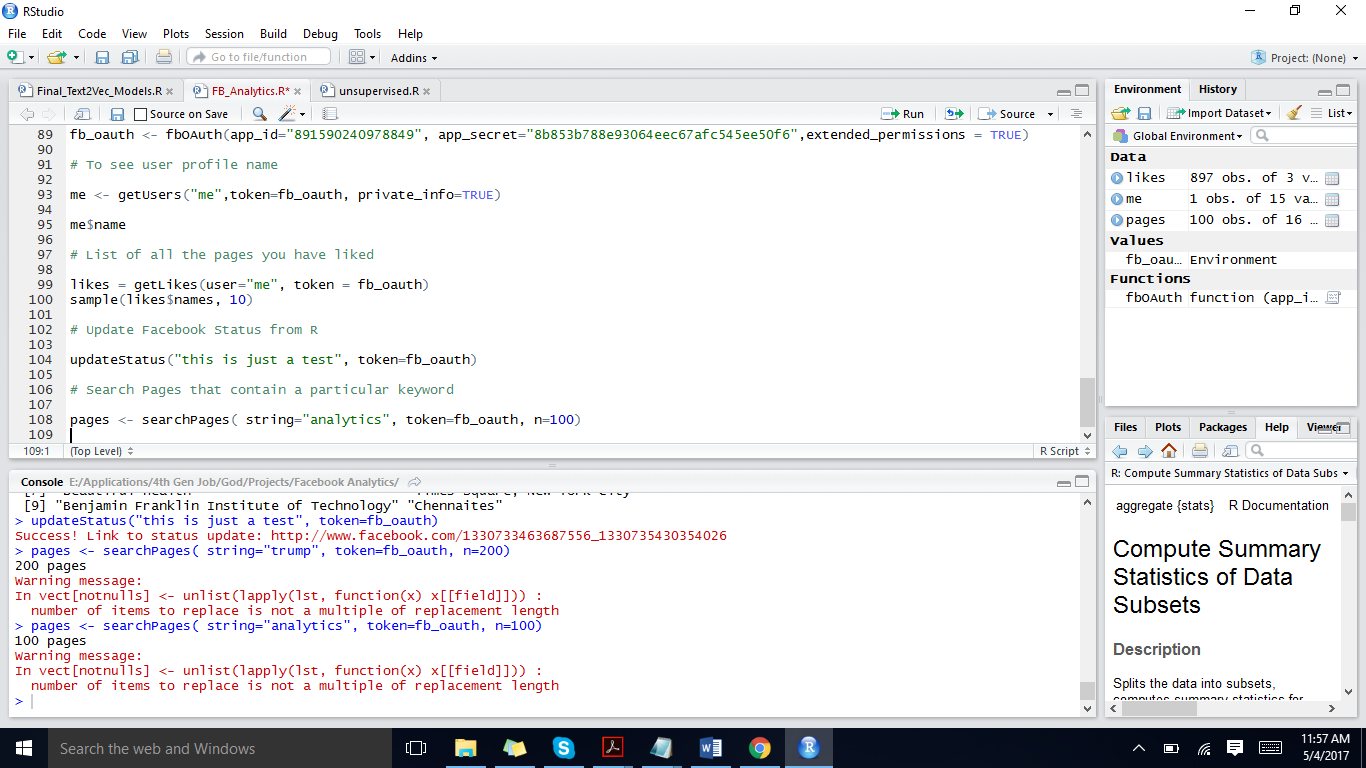 RStudio
File Edit Code View Plots Session Build Debug Tools Help
Go to file/function Addins Project: (None)
Final_Text2Vec_Models.R FB_Analytics.R* unsupervised.R
Source on Save Run Source
89 fb_oauth <- fbOAuth(app_id="891590240978849", app_secret="8b853b788e93064eec67afc545ee50f6",extended_permissions = TRUE)
90
91 # To see user profile name
92
93 me <- getUsers("me",token=fb_oauth, private_info=TRUE)
94
95 me$name
96
97 # List of all the pages you have liked
98
99 likes = getLikes(user="me", token = fb_oauth)
100 sample(likes$names, 10)
101
102 # Update Facebook Status from R
103
104 updateStatus("this is just a test", token=fb_oauth)
105
106 # Search Pages that contain a particular keyword
107
108 pages <- searchPages( string="analytics", token=fb_oauth, n=100)
109
109:1 (Top Level) R Script
Console E:/Applications/4th Gen Job/God/Projects/Facebook Analytics/
[9] "Benjamin Franklin Institute of Technology" "Chennaites"
> updateStatus("this is just a test", token=fb_oauth)
Success! Link to status update: http://www.facebook.com/1330733463687556_1330735430354026
> pages <- searchPages( string="trump", token=fb_oauth, n=200)
200 pages
Warning message:
In vect[notnulls] <- unlist(lapply(lst, function(x) x[[field]])) :
number of items to replace is not a multiple of replacement length
> pages <- searchPages( string="analytics", token=fb_oauth, n=100)
100 pages
Warning message:
In vect[notnulls] <- unlist(lapply(lst, function(x) x[[field]])) :
number of items to replace is not a multiple of replacement length
>
Environment History
Import Dataset List
Global Environment
Data
likes 897 obs. of 3 v…
me 1 obs. of 15 va…
pages 100 obs. of 16 …
Values
fb_oau… Environment
Functions
fbOAuth function (app_i…
Files Plots Packages Help Viewer
R: Compute Summary Statistics of Data Subs
aggregate {stats} R Documentation
Compute Summary
Statistics of Data
Subsets
Description
Splits the data into subsets,
computes summary statistics for
Search the web and Windows
11:57 AM
5/4/2017